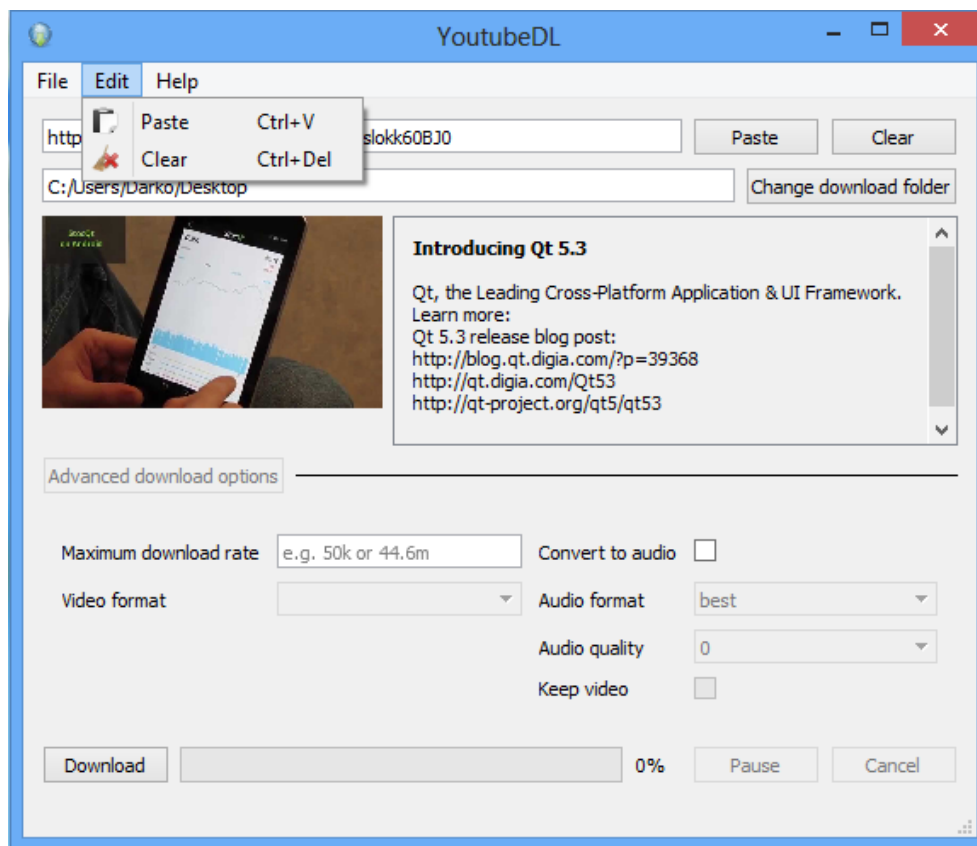 YoutubeDL
File Edit Help
Paste Ctrl+V
Clear Ctrl+Del
http slokk60BJ0 Paste Clear
C:/Users/Darko/Desktop Change download folder
Introducing Qt 5.3
Qt, the Leading Cross-Platform Application & UI Framework.
Learn more:
Qt 5.3 release blog post:
http://blog.qt.digia.com/?p=39368
http://qt.digia.com/Qt53
http://qt-project.org/qt5/qt53
on Android
Advanced download options
Maximum download rate e.g. 50k or 44.6m Convert to audio
Video format Audio format best
Audio quality 0
Keep video
Download 0% Pause Cancel